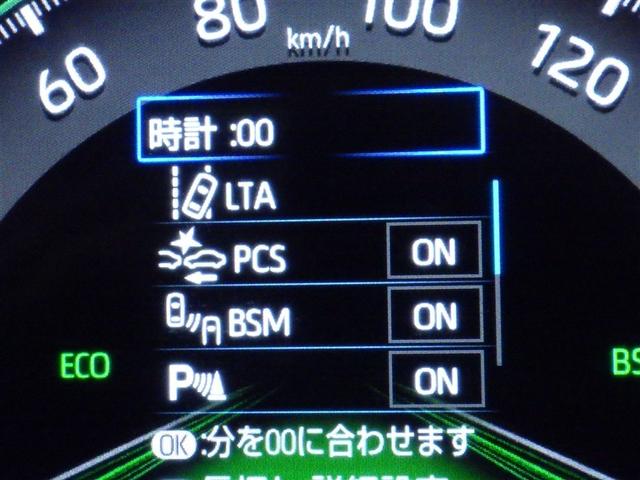 60 80 100 120
km/h
時計 :00
LTA
PCS ON
BSM ON
P ON
ECO BS
OK :分を00に合わせます